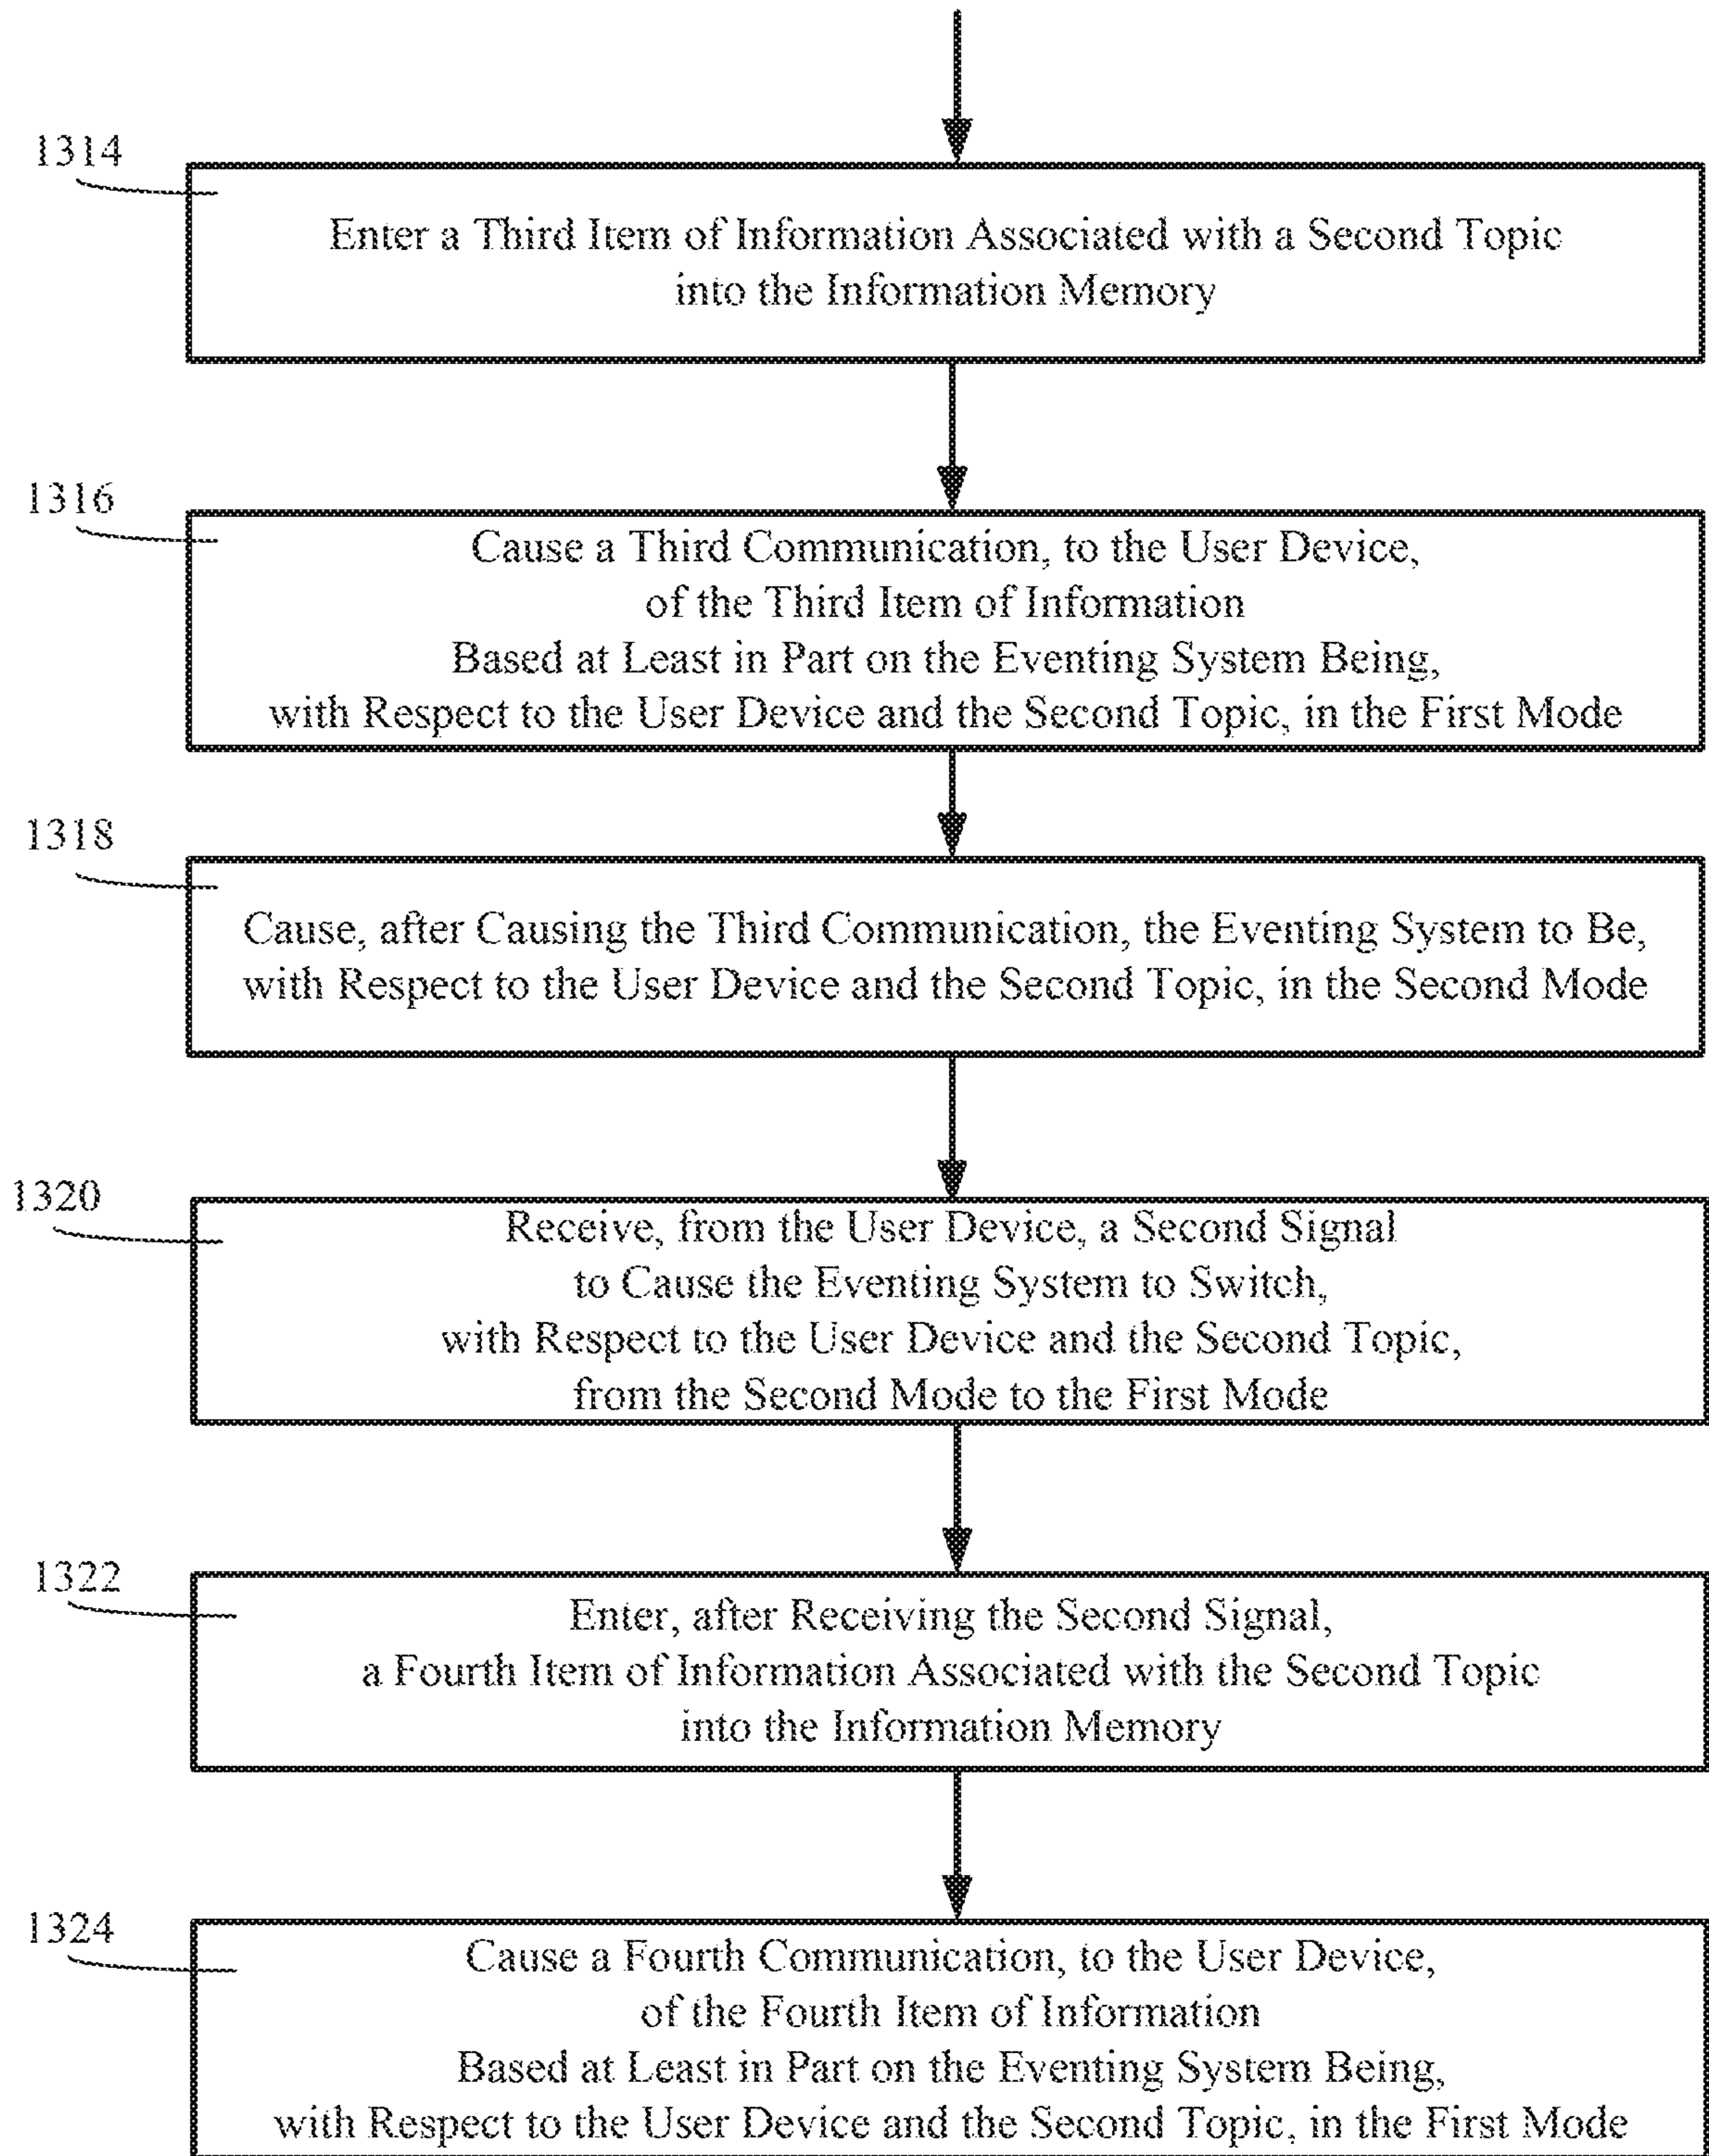 1314
Enter a Third Item of Information Associated with a Second Topic
into the Information Memory
1316
Cause a Third Communication, to the User Device,
of the Third Item of Information
Based at Least in Part on the Eventing System Being,
with Respect to the User Device and the Second Topic, in the First Mode
1318
Cause, after Causing the Third Communication, the Eventing System to Be,
with Respect to the User Device and the Second Topic, in the Second Mode
1320
Receive, from the User Device, a Second Signal
to Cause the Eventing System to Switch,
with Respect to the User Device and the Second Topic,
from the Second Mode to the First Mode
1322
Enter, after Receiving the Second Signal,
a Fourth Item of Information Associated with the Second Topic
into the Information Memory
1324
Cause a Fourth Communication, to the User Device,
of the Fourth Item of Information
Based at Least in Part on the Eventing System Being,
with Respect to the User Device and the Second Topic, in the First Mode